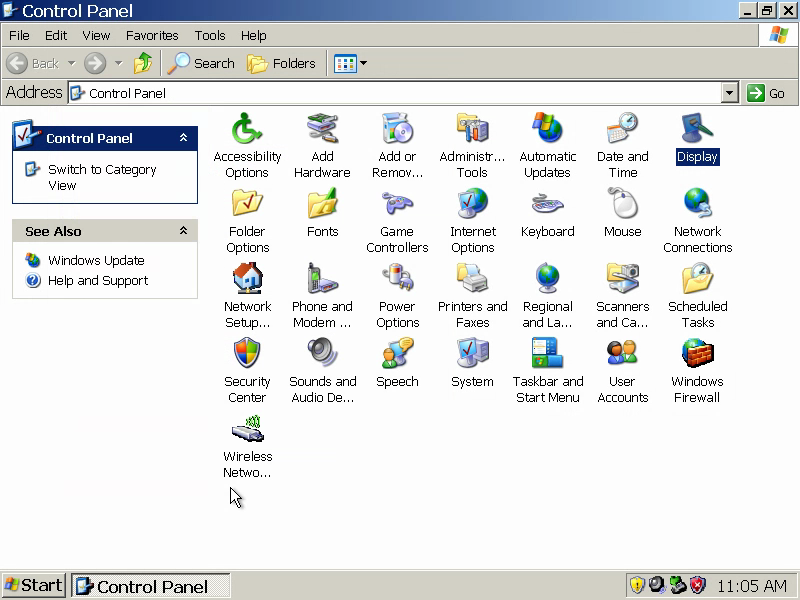 Control Panel
File Edit View Favorites Tools Help
Back Search Folders
Address Control Panel Go
Control Panel
Switch to Category
View
See Also
Windows Update
Help and Support
Accessibility
Options
Add
Hardware
Add or
Remov...
Administr...
Tools
Automatic
Updates
Date and
Time
Display
Folder
Options
Fonts
Game
Controllers
Internet
Options
Keyboard
Mouse
Network
Connections
Network
Setup...
Phone and
Modem ...
Power
Options
Printers and
Faxes
Regional
and La...
Scanners
and Ca...
Scheduled
Tasks
Security
Center
Sounds and
Audio De...
Speech
System
Taskbar and
Start Menu
User
Accounts
Windows
Firewall
Wireless
Netwo...
Start Control Panel 11:05 AM